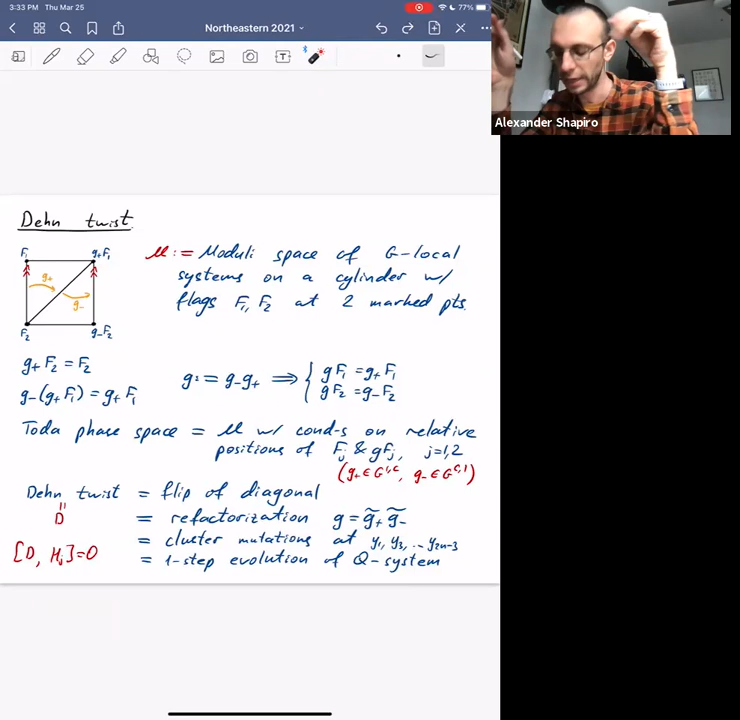 3:33 PM Thu Mar 25
77%
Northeastern 2021
Alexander Shapiro
Dehn twist.
F₁ g₊F₁
g₊
g₋
F₂ g₋F₂
M := Moduli space of G-local
systems on a cylinder w/
flags F₁, F₂ at 2 marked pts.
g₊ F₂ = F₂
g₋(g₊ F₁) = g₊ F₁
g := g₋g₊ ⟹ { gF₁ = g₊F₁
gF₂ = g₋F₂
Toda phase space = M w/ cond-s on relative
positions of Fⱼ & gFⱼ, j=1,2
(g₊ ∈ G^{1,c}, g₋ ∈ G^{c,1})
Dehn twist = flip of diagonal
= refactorization g = g̃₊ g̃₋
= cluster mutations at y₁, y₃, ... y₂ₙ₋₃
= 1-step evolution of Q-system
D
[D, Hⱼ] = 0